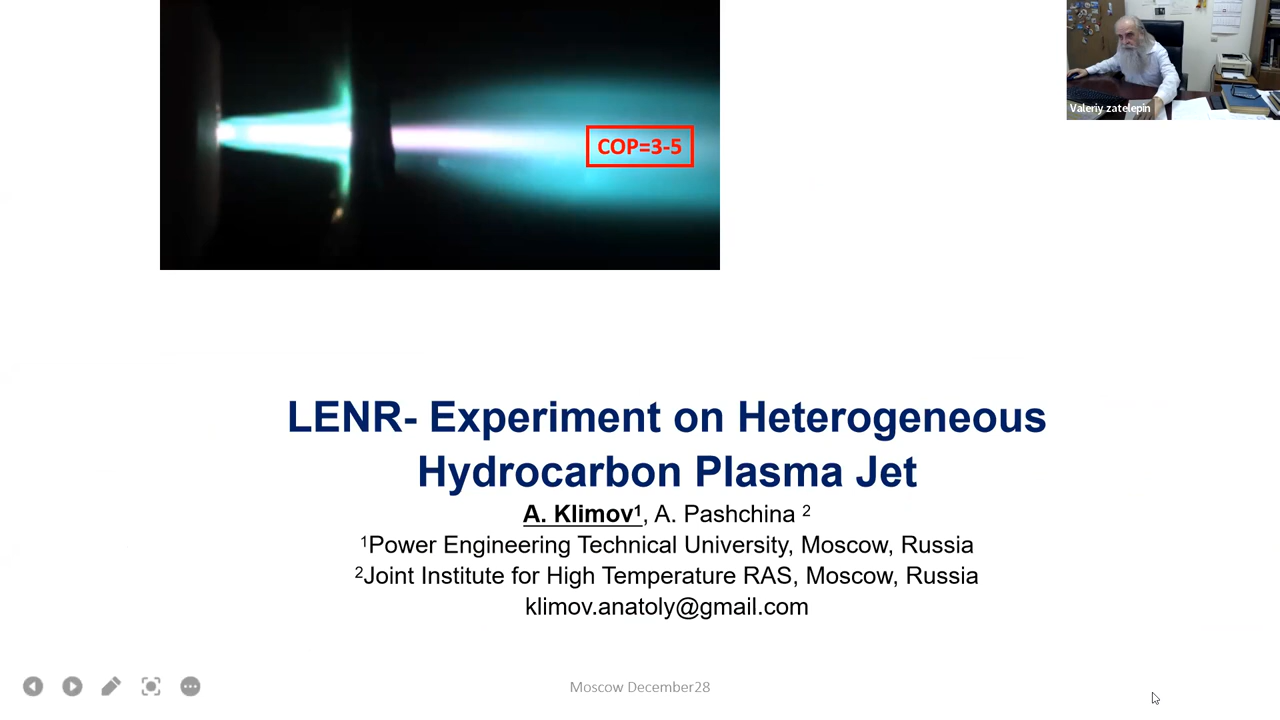 COP=3-5
Valeriy zatelepin
LENR- Experiment on Heterogeneous
Hydrocarbon Plasma Jet
A. Klimov¹, A. Pashchina ²
¹Power Engineering Technical University, Moscow, Russia
²Joint Institute for High Temperature RAS, Moscow, Russia
klimov.anatoly@gmail.com
Moscow December28